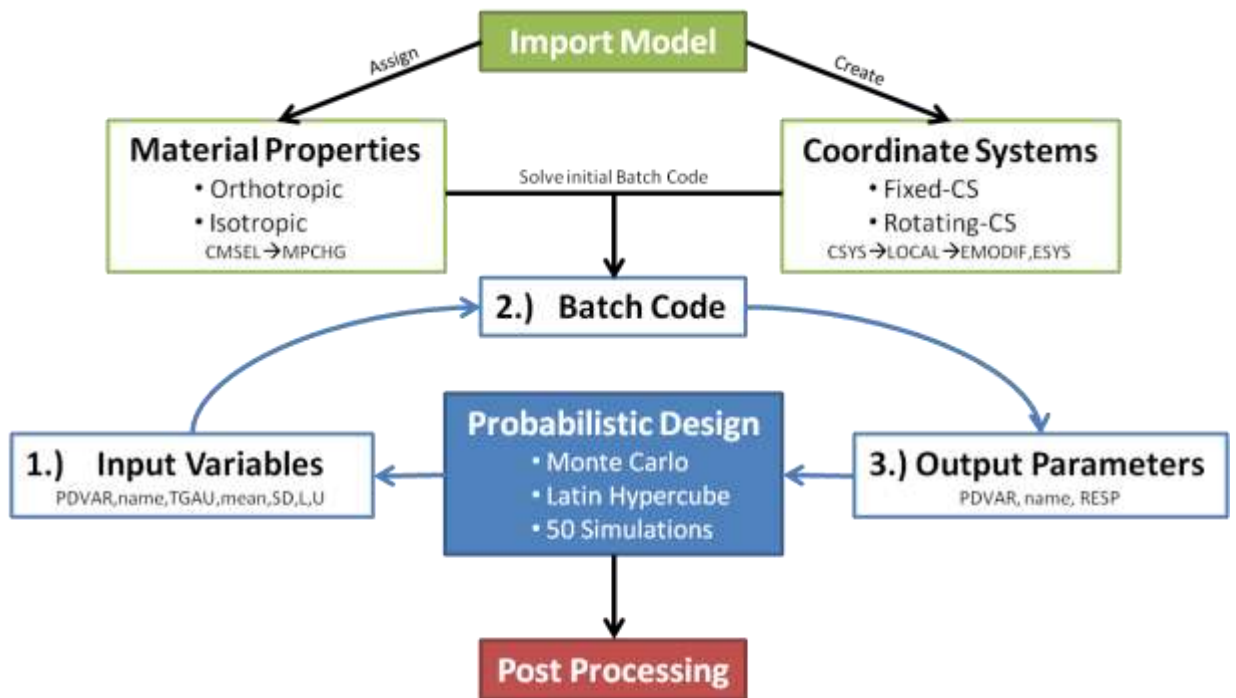 Import Model
Assign
Create
Material Properties
• Orthotropic
• Isotropic
CMSEL→MPCHG
Solve initial Batch Code
Coordinate Systems
• Fixed-CS
• Rotating-CS
CSYS→LOCAL→EMODIF,ESYS
2.) Batch Code
1.) Input Variables
PDVAR,name,TGAU,mean,SD,L,U
Probabilistic Design
• Monte Carlo
• Latin Hypercube
• 50 Simulations
3.) Output Parameters
PDVAR, name, RESP
Post Processing